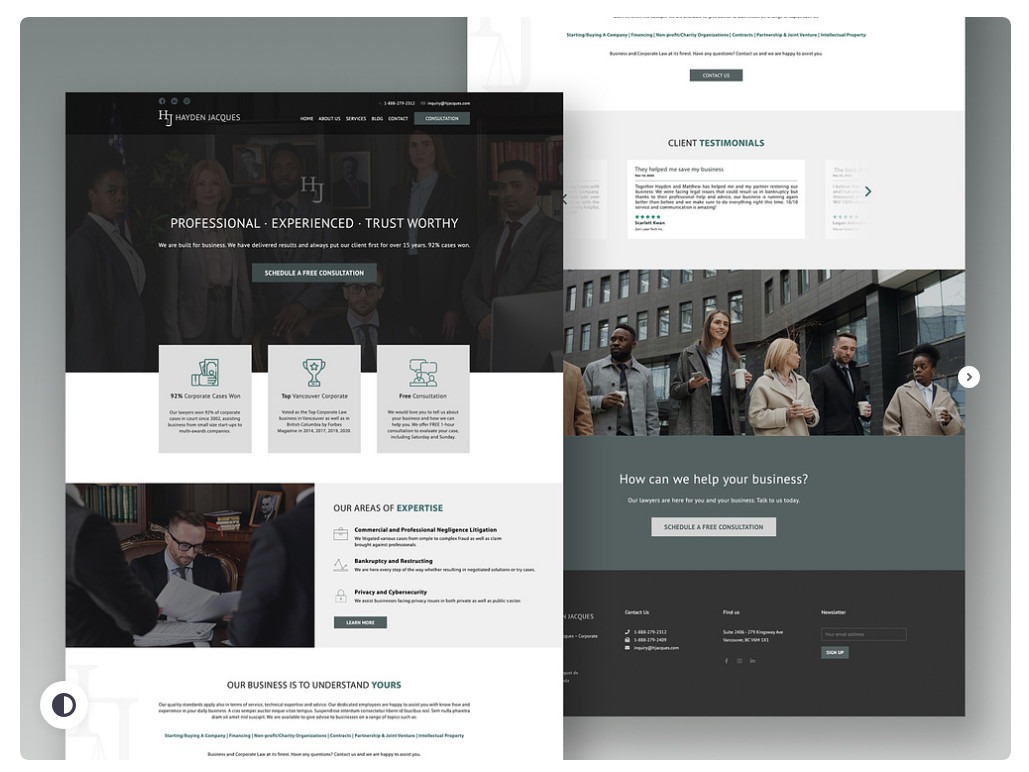 1-888-279-2312 inquiry@hjacques.com
HJ HAYDEN JACQUES
HOME ABOUT US SERVICES BLOG CONTACT CONSULTATION
HJ
PROFESSIONAL · EXPERIENCED · TRUST WORTHY
We are built for business. We have delivered results and always put our client first for over 15 years. 92% cases won.
SCHEDULE A FREE CONSULTATION
92% Corporate Cases Won
Our lawyers won 92% of corporate
cases in court since 2002, assisting
business from small size start-ups to
multi-awards companies.
Top Vancouver Corporate
Voted as the Top Corporate Law
business in Vancouver as well as in
British Columbia by Forbes
Magazine in 2014, 2017, 2019, 2020.
Free Consultation
We would love to tell us about
your business and how we can
help you. We offer FREE 1-hour
consultation to evaluate your case,
including Saturday and Sunday.
OUR AREAS OF EXPERTISE
Commercial and Professional Negligence Litigation
We litigated various cases from simple to complex fraud as well as claim
brought against professionals.
Bankruptcy and Restructing
We are here every step of the way whether resulting in negotiated solutions or try cases.
Privacy and Cybersecurity
We assist businesses facing privacy issues in both private as well as public sector.
LEARN MORE
OUR BUSINESS IS TO UNDERSTAND YOURS
Our quality standards apply also in terms of service, technical expertise and advice. Our dedicated employees are happy to assist you with know how and
experience in your daily business. A cras semper auctor neque vitae tempus. Suspendisse interdum consectetur libero id faucibus nisl. Sem nulla pharetra
diam sit amet nisl suscipit. We are available to give advice to businesses on a range of topics such as:
Starting/Buying A Company | Financing | Non-profit/Charity Organizations | Contracts | Partnership & Joint Venture | Intellectual Property
Business and Corporate Law at its finest. Have any questions? Contact us and we are happy to assist you.
Starting/Buying A Company | Financing | Non-profit/Charity Organizations | Contracts | Partnership & Joint Venture | Intellectual Property
Business and Corporate Law at its finest. Have any questions? Contact us and we are happy to assist you.
CONTACT US
CLIENT TESTIMONIALS
They helped me save my business
Together Hayden and Matthew has helped me and my partner restoring our
business. We were facing legal issues that could result us in bankruptcy but
thanks to their professional help and advice, our business is running again
better than before and we make sure to do everything right this time. 10/10
service and communication is amazing!
Scarlett Kwan
How can we help your business?
Our lawyers are here for you and your business. Talk to us today.
SCHEDULE A FREE CONSULTATION
N JACQUES
cques – Corporate
Contact Us
1-888-279-2312
1-888-279-2409
inquiry@hjacques.com
Find us
Suite 2406 - 279 Kingsway Ave
Vancouver, BC V6M 1X1
Newsletter
Your email address
SIGN UP